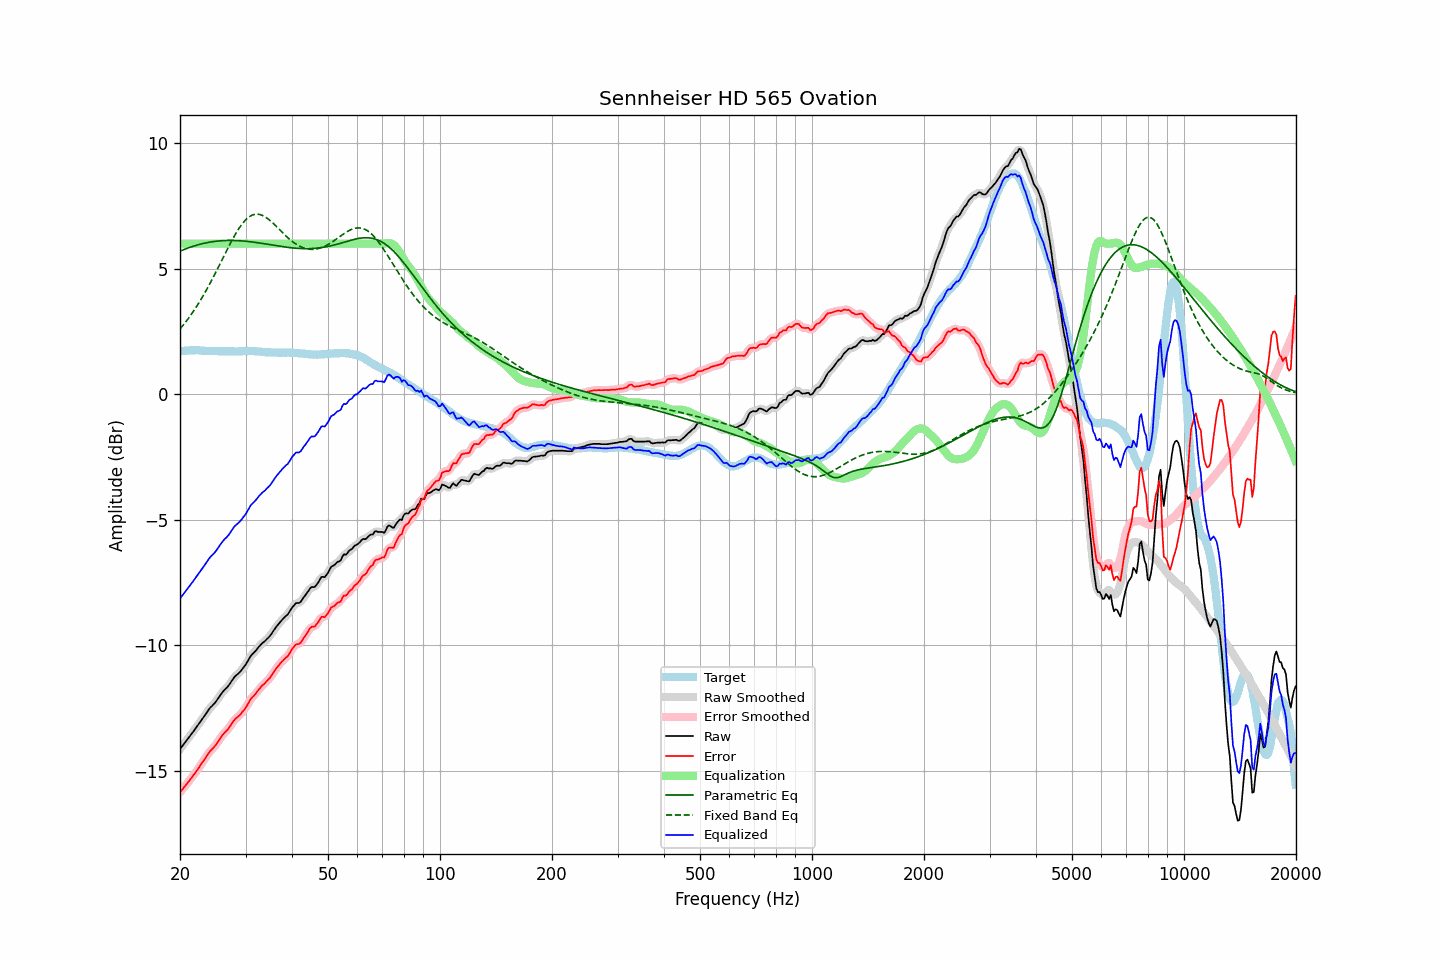 Sennheiser HD 565 Ovation
Amplitude (dBr)
10
5
0
−5
−10
−15
Target
Raw Smoothed
Error Smoothed
Raw
Error
Equalization
Parametric Eq
Fixed Band Eq
Equalized
20 50 100 200 500 1000 2000 5000 10000 20000
Frequency (Hz)